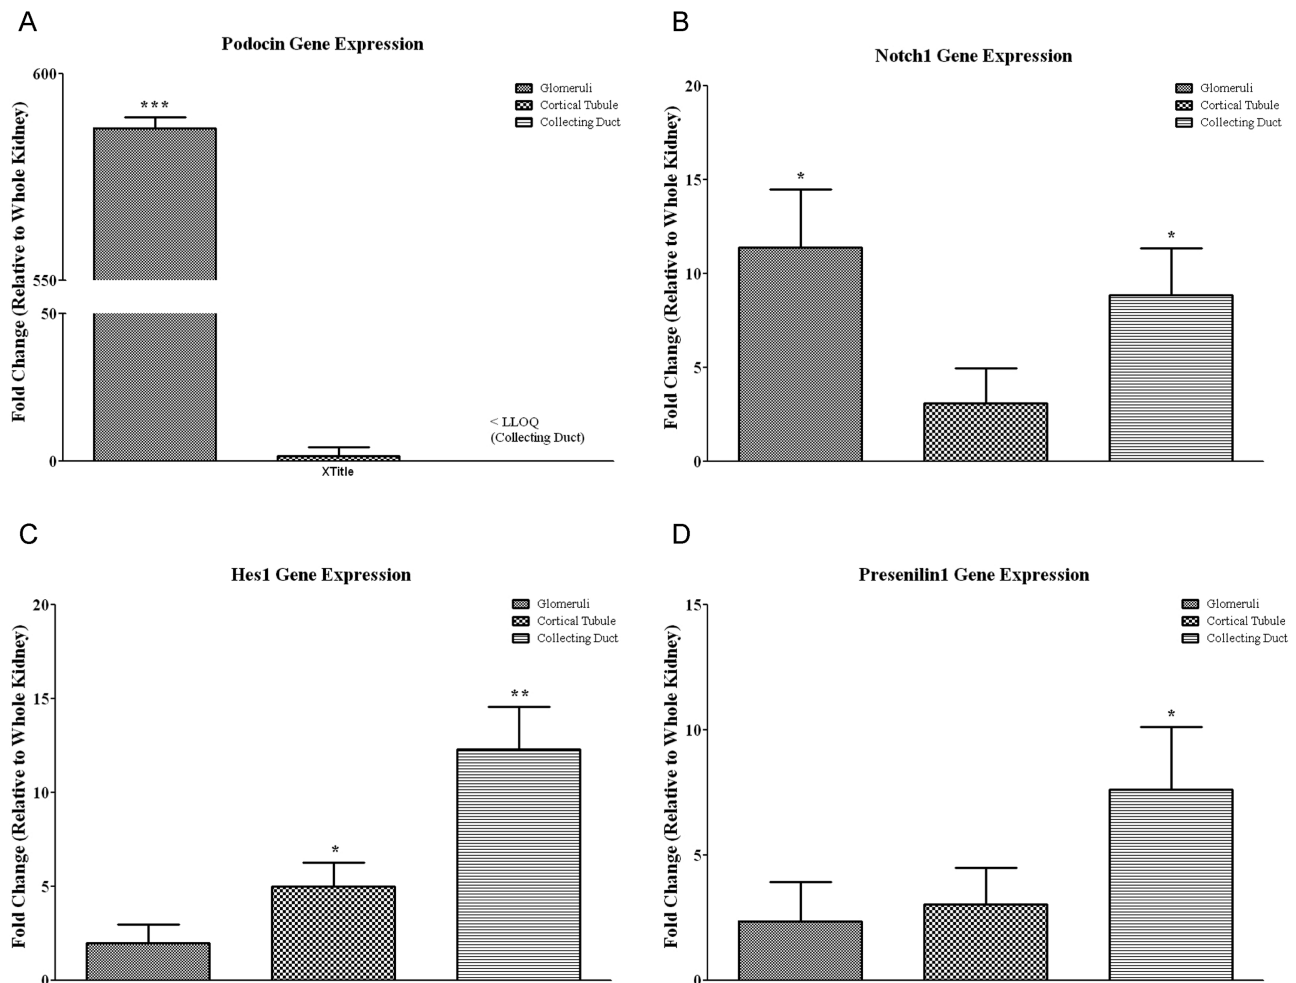 A
Podocin Gene Expression
Fold Change (Relative to Whole Kidney)
600
550
50
0
***
Glomeruli
Cortical Tubule
Collecting Duct
< LLOQ
(Collecting Duct)
XTitle
B
Notch1 Gene Expression
Fold Change (Relative to Whole Kidney)
20
15
10
5
0
*
*
Glomeruli
Cortical Tubule
Collecting Duct
C
Hes1 Gene Expression
Fold Change (Relative to Whole Kidney)
20
15
10
5
0
*
**
Glomeruli
Cortical Tubule
Collecting Duct
D
Presenilin1 Gene Expression
Fold Change (Relative to Whole Kidney)
15
10
5
0
*
Glomeruli
Cortical Tubule
Collecting Duct